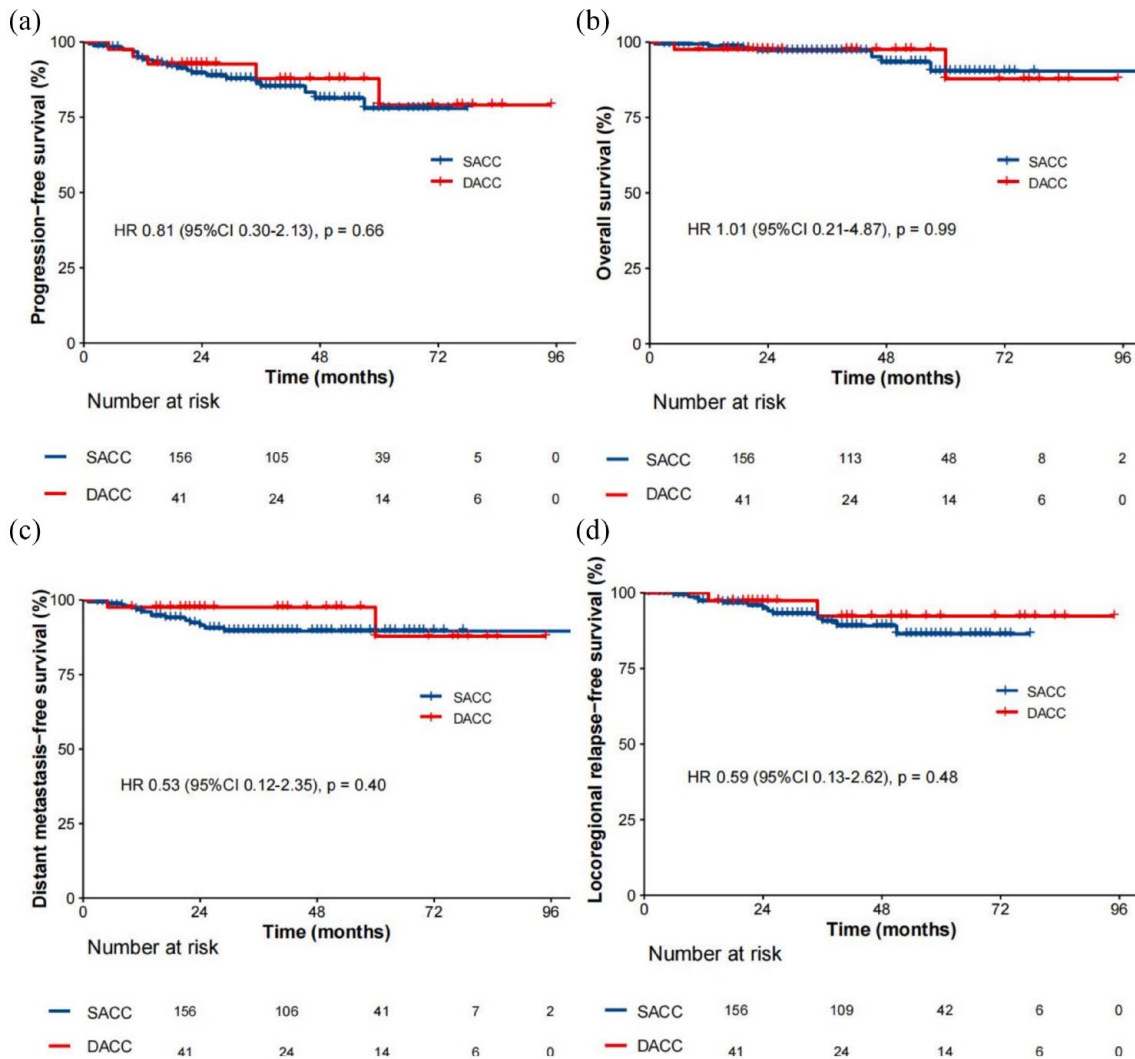 (a)
Progression−free survival (%)
100
75
50
25
0
SACC
DACC
HR 0.81 (95%CI 0.30-2.13), p = 0.66
0 24 48 72 96
Time (months)
Number at risk
SACC 156 105 39 5 0
DACC 41 24 14 6 0
(b)
Overall survival (%)
100
75
50
25
0
SACC
DACC
HR 1.01 (95%CI 0.21-4.87), p = 0.99
0 24 48 72 96
Time (months)
Number at risk
SACC 156 113 48 8 2
DACC 41 24 14 6 0
(c)
Distant metastasis−free survival (%)
100
75
50
25
0
SACC
DACC
HR 0.53 (95%CI 0.12-2.35), p = 0.40
0 24 48 72 96
Time (months)
Number at risk
SACC 156 106 41 7 2
DACC 41 24 14 6 0
(d)
Locoregional relapse−free survival (%)
100
75
50
25
0
SACC
DACC
HR 0.59 (95%CI 0.13-2.62), p = 0.48
0 24 48 72 96
Time (months)
Number at risk
SACC 156 109 42 6 0
DACC 41 24 14 6 0